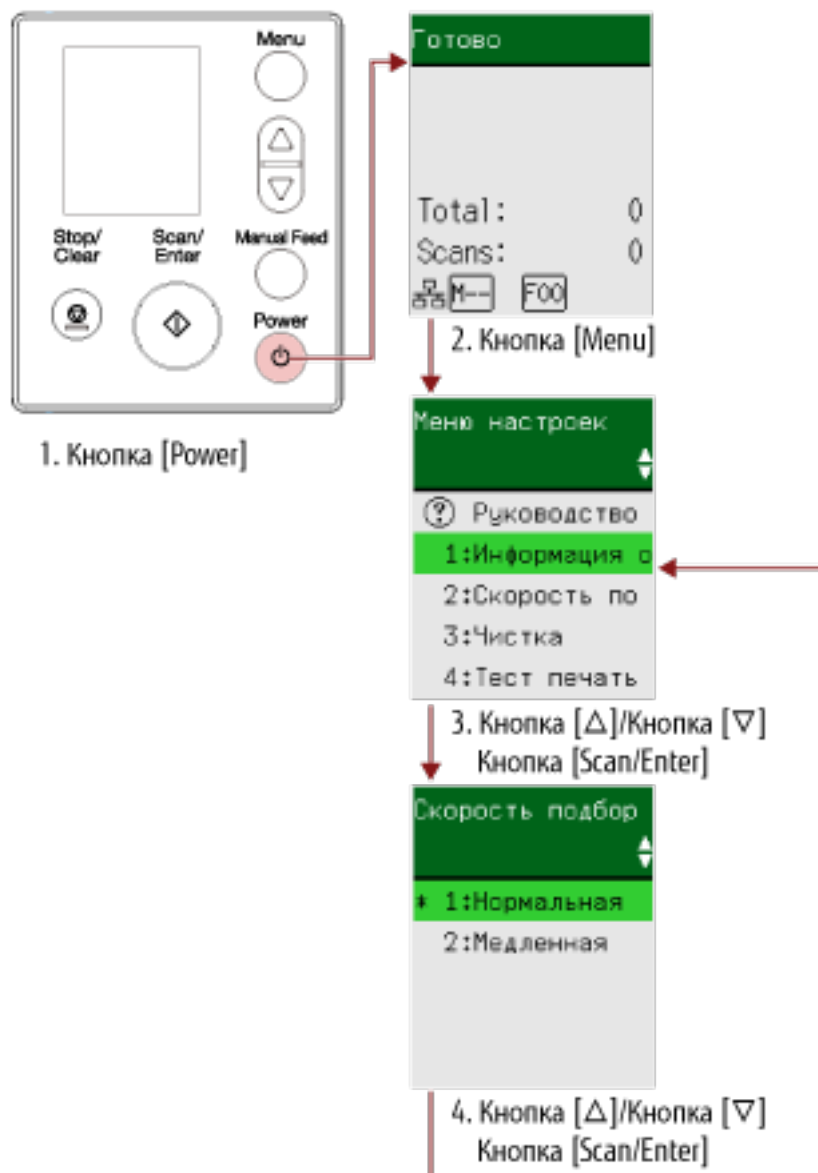 Menu
Stop/
Clear
Scan/
Enter
Manual Feed
Power
1. Кнопка [Power]
Готово
Total: 0
Scans: 0
M-- F00
2. Кнопка [Menu]
Меню настроек
? Руководство
1:Информация о
2:Скорость по
3:Чистка
4:Тест печать
3. Кнопка [△]/Кнопка [▽]
Кнопка [Scan/Enter]
Скорость подбор
* 1:Нормальная
2:Медленная
4. Кнопка [△]/Кнопка [▽]
Кнопка [Scan/Enter]